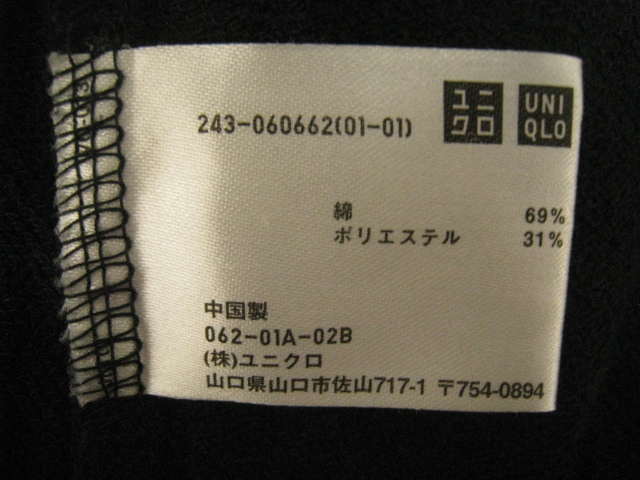 243-060662(01-01)
ユニ
クロ
UNI
QLO
綿 69%
ポリエステル 31%
中国製
062-01A-02B
(株)ユニクロ
山口県山口市佐山717-1 〒754-0894